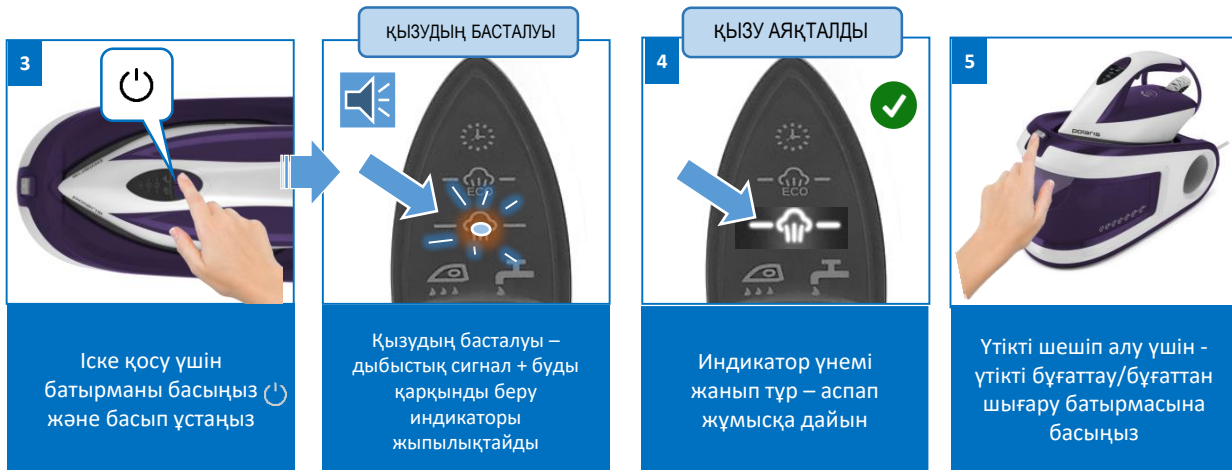 3
ҚЫЗУДЫҢ БАСТАЛУЫ
ECO
4
ҚЫЗУ АЯҚТАЛДЫ
5
POLARIS
Іске қосу үшін
батырманы басыңыз
және басып ұстаңыз
Қызудың басталуы –
дыбыстық сигнал + буды
қарқынды беру
индикаторы
жыпылықтайды
Индикатор үнемі
жанып тұр – аспап
жұмысқа дайын
Үтікті шешіп алу үшін -
үтікті бұғаттау/бұғаттан
шығару батырмасына
басыңыз